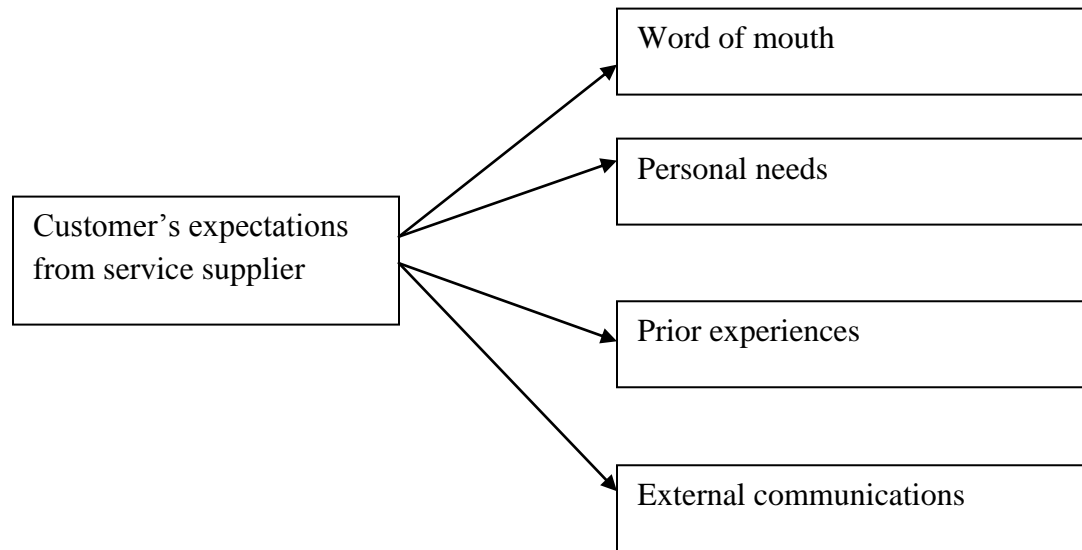 Word of mouth
Personal needs
Customer’s expectations
from service supplier
Prior experiences
External communications